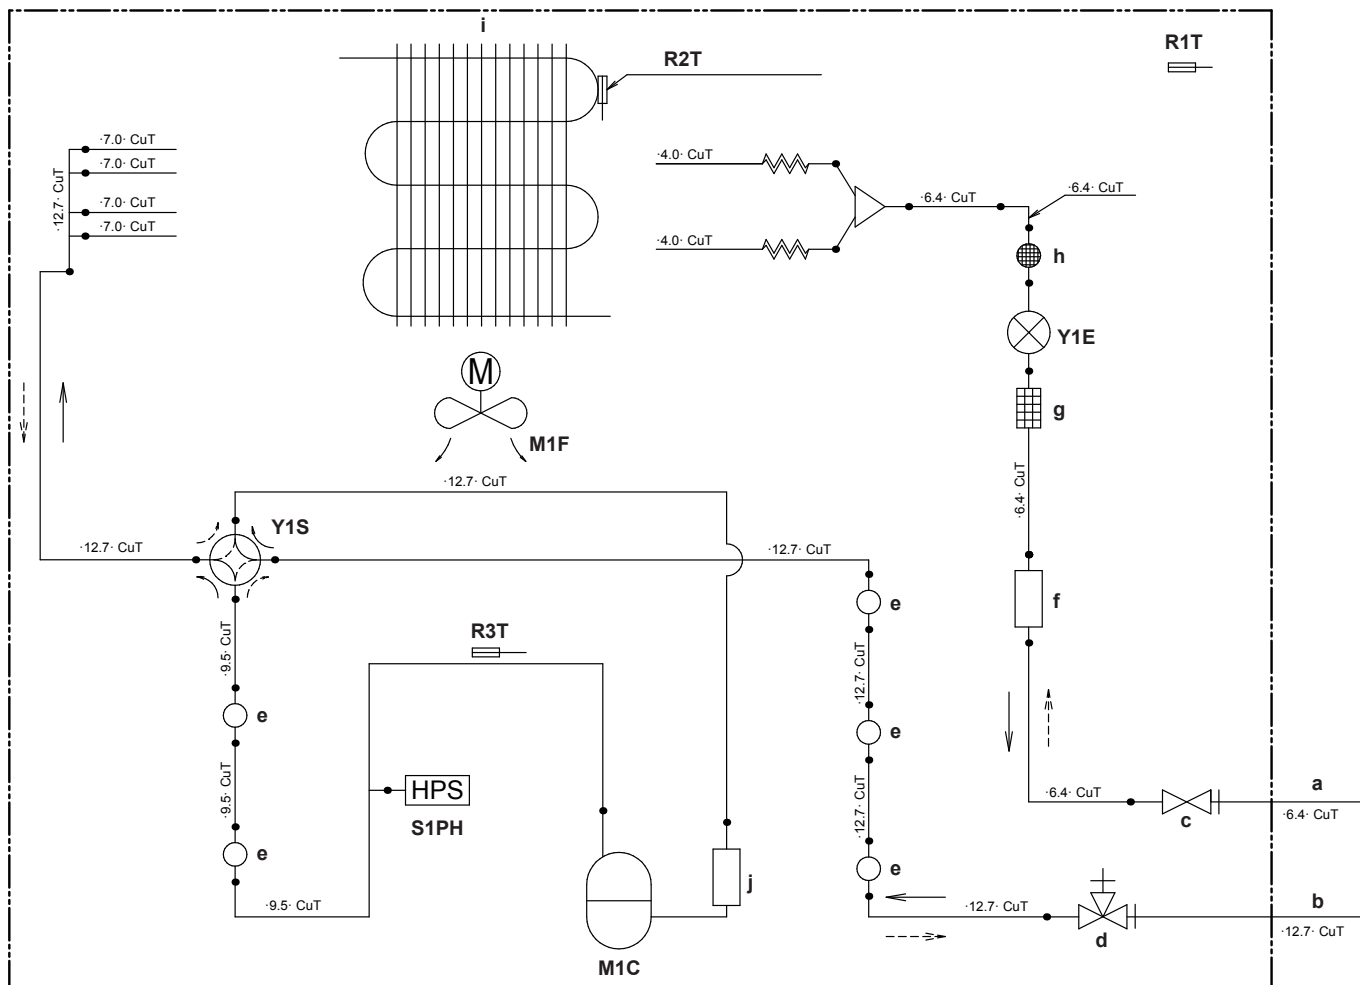 i
R1T
R2T
·7.0· CuT
·7.0· CuT
·7.0· CuT
·7.0· CuT
·12.7· CuT
·4.0· CuT
·4.0· CuT
·6.4· CuT
·6.4· CuT
h
Y1E
g
M
M1F
·6.4· CuT
·12.7· CuT
Y1S
·12.7· CuT
·12.7· CuT
f
e
R3T
·9.5· CuT
·12.7· CuT
e
e
·9.5· CuT
HPS
S1PH
·12.7· CuT
·6.4· CuT
a
·6.4· CuT
c
e
e
j
·9.5· CuT
·12.7· CuT
b
·12.7· CuT
d
M1C